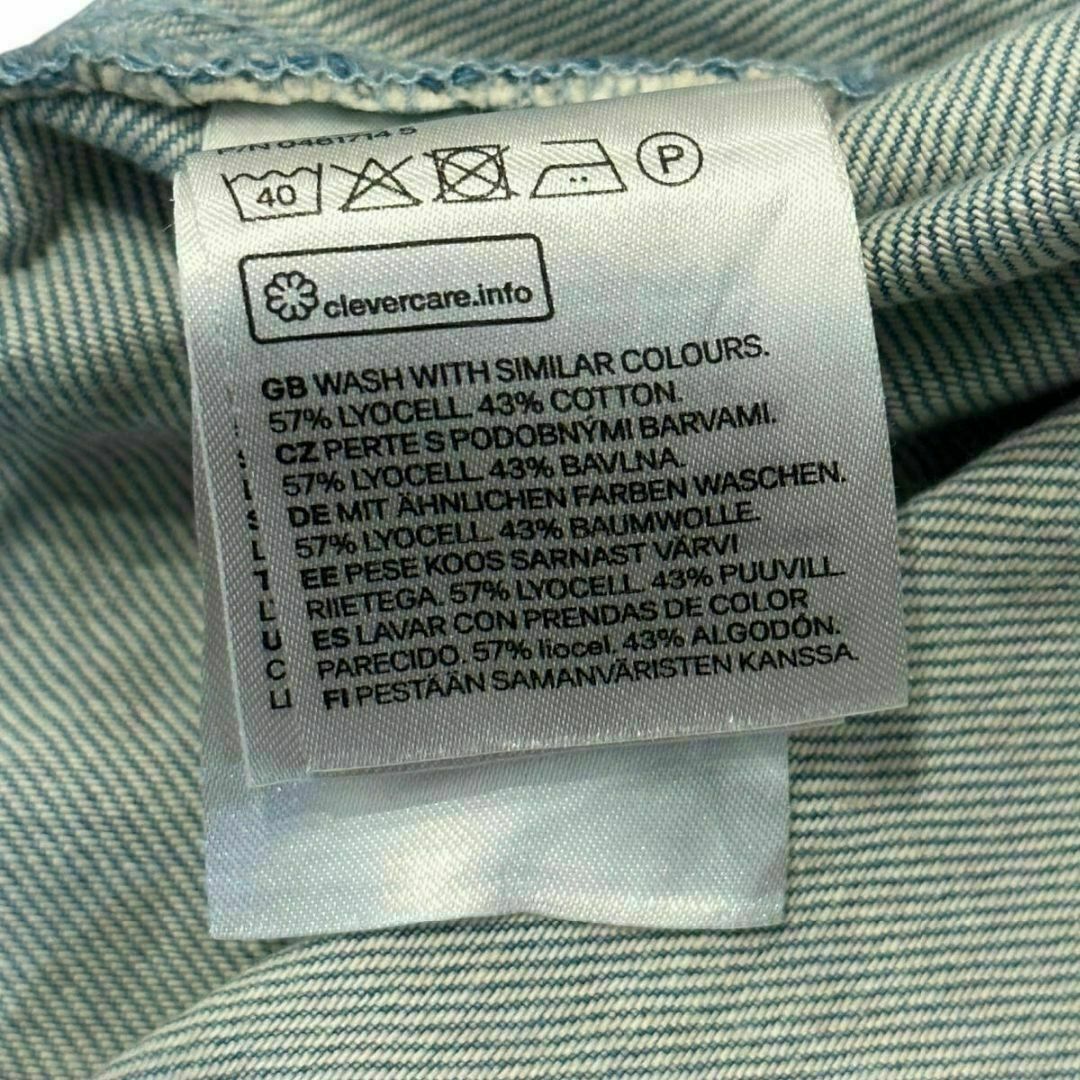 P/N 0461714.5
40
P
clevercare.info
GB WASH WITH SIMILAR COLOURS.
57% LYOCELL. 43% COTTON.
CZ PERTE S PODOBNÝMI BARVAMI.
57% LYOCELL. 43% BAVLNA.
DE MIT ÄHNLICHEN FARBEN WASCHEN.
57% LYOCELL. 43% BAUMWOLLE.
EE PESE KOOS SARNAST VÄRVI
RIIETEGA. 57% LYOCELL. 43% PUUVILL.
ES LAVAR CON PRENDAS DE COLOR
PARECIDO. 57% liocel. 43% ALGODÓN.
FI PESTÄÄN SAMANVÄRISTEN KANSSA.